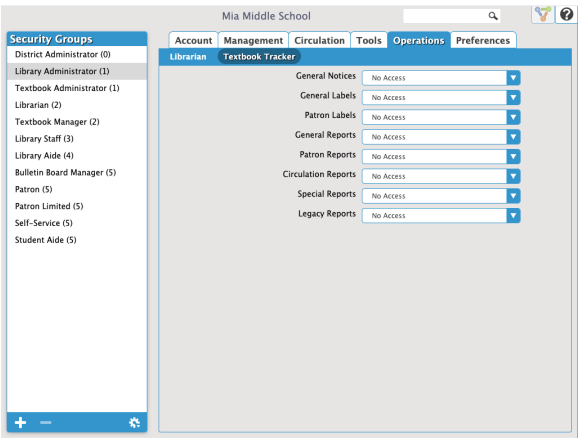 Mia Middle School
Security Groups
District Administrator (0)
Library Administrator (1)
Textbook Administrator (1)
Librarian (2)
Textbook Manager (2)
Library Staff (3)
Library Aide (4)
Bulletin Board Manager (5)
Patron (5)
Patron Limited (5)
Self-Service (5)
Student Aide (5)
Account Management Circulation Tools Operations Preferences
Librarian Textbook Tracker
General Notices No Access
General Labels No Access
Patron Labels No Access
General Reports No Access
Patron Reports No Access
Circulation Reports No Access
Special Reports No Access
Legacy Reports No Access